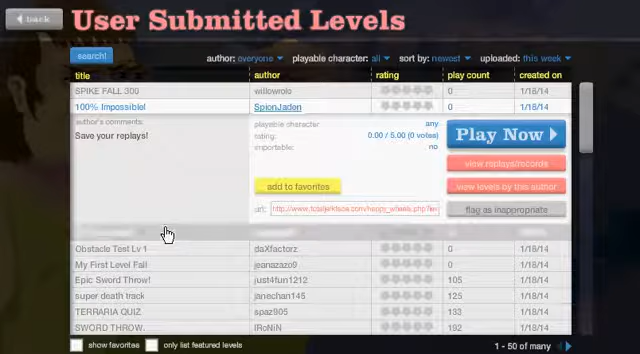 back
User Submitted Levels
search!
author: everyone playable character: all sort by: newest uploaded: this week
title author rating play count created on
SPIKE FALL 300 willowrolo 0 1/18/14
100% Impossible! SpionJaden 0 1/18/14
author's comments:
Save your replays!
playable character any
rating: 0.00 / 5.00 (0 votes)
importable: no
Play Now
view replays/records
add to favorites
view levels by this author
url: http://www.totaljerkface.com/happy_wheels.php?lev
flag as inappropriate
Obstacle Test Lv 1 daXfactorz 0 1/18/14
My First Level Fail jeanazazo9 0 1/18/14
Epic Sword Throw! just4fun1212 105 1/18/14
super death track janechan145 125 1/18/14
TERRARIA QUIZ spaz905 133 1/18/14
SWORD THROW. IRoNiN 192 1/18/14
show favorites only list featured levels 1 - 50 of many